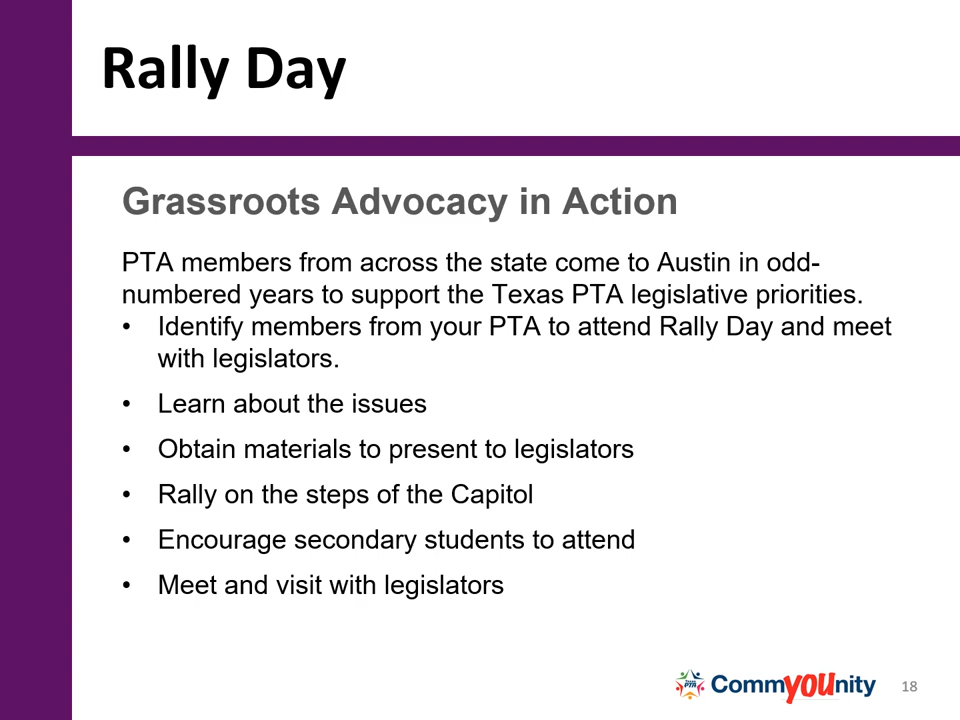 Rally Day
Grassroots Advocacy in Action
PTA members from across the state come to Austin in odd-
numbered years to support the Texas PTA legislative priorities.
• Identify members from your PTA to attend Rally Day and meet
with legislators.
• Learn about the issues
• Obtain materials to present to legislators
• Rally on the steps of the Capitol
• Encourage secondary students to attend
• Meet and visit with legislators
Texas
PTA
CommYOUnity
18